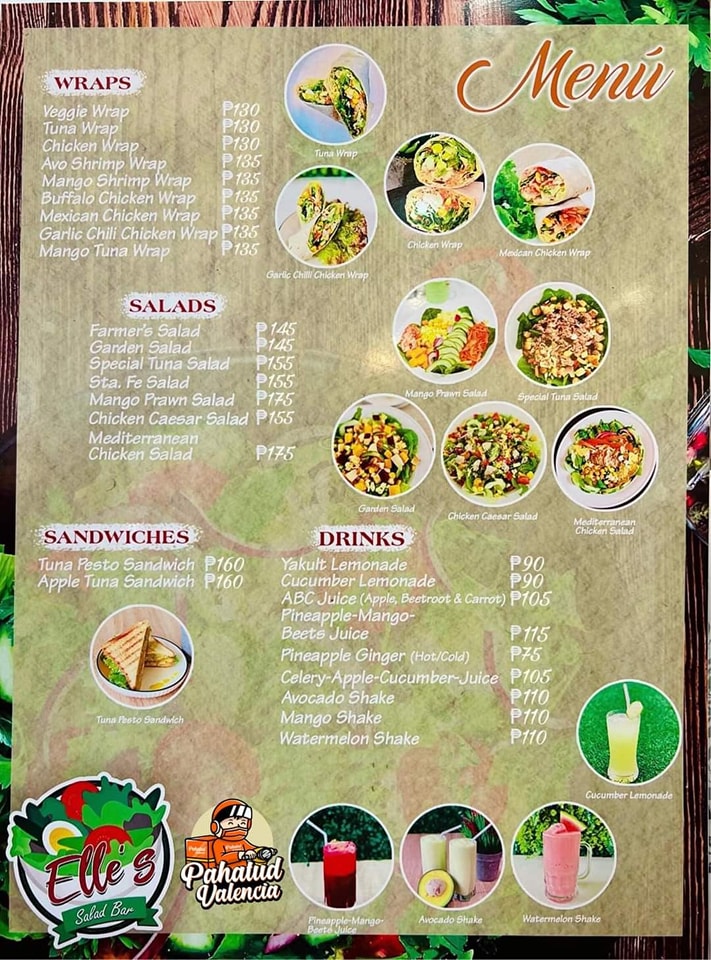 Menú
WRAPS
Veggie Wrap ₱130
Tuna Wrap ₱130
Chicken Wrap ₱130
Avo Shrimp Wrap ₱135
Mango Shrimp Wrap ₱135
Buffalo Chicken Wrap ₱135
Mexican Chicken Wrap ₱135
Garlic Chili Chicken Wrap ₱135
Mango Tuna Wrap ₱135
Tuna Wrap
Garlic Chilli Chicken Wrap
Chicken Wrap
Mexican Chicken Wrap
SALADS
Farmer's Salad ₱145
Garden Salad ₱145
Special Tuna Salad ₱155
Sta. Fe Salad ₱155
Mango Prawn Salad ₱175
Chicken Caesar Salad ₱155
Mediterranean
Chicken Salad ₱175
Mango Prawn Salad
Special Tuna Salad
Garden Salad
Chicken Caesar Salad
Mediterranean
Chicken Salad
SANDWICHES
Tuna Pesto Sandwich ₱160
Apple Tuna Sandwich ₱160
Tuna Pesto Sandwich
DRINKS
Yakult Lemonade ₱90
Cucumber Lemonade ₱90
ABC Juice (Apple, Beetroot & Carrot) ₱105
Pineapple-Mango-
Beets Juice ₱115
Pineapple Ginger (Hot/Cold) ₱75
Celery-Apple-Cucumber-Juice ₱105
Avocado Shake ₱110
Mango Shake ₱110
Watermelon Shake ₱110
Cucumber Lemonade
Pineapple-Mango-
Beets Juice
Avocado Shake
Watermelon Shake
Elle's
Salad Bar
Pahalud
Valencia